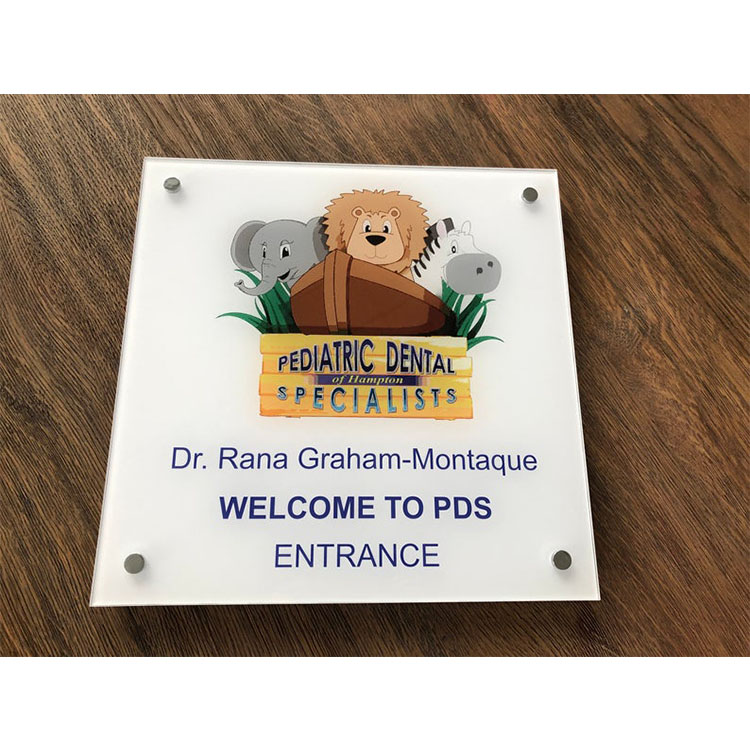 PEDIATRIC DENTAL
of Hampton
SPECIALISTS
Dr. Rana Graham-Montaque
WELCOME TO PDS
ENTRANCE